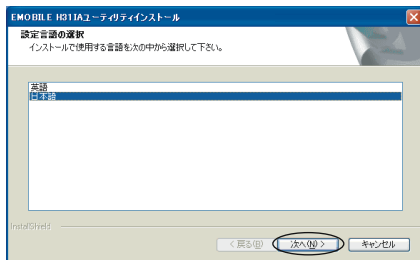 EMOBILE H31IAユーティリティインストール
設定言語の選択
インストールで使用する言語を次の中から選択して下さい。
英語
日本語
InstallShield
< 戻る(B)
次へ(N) >
キャンセル